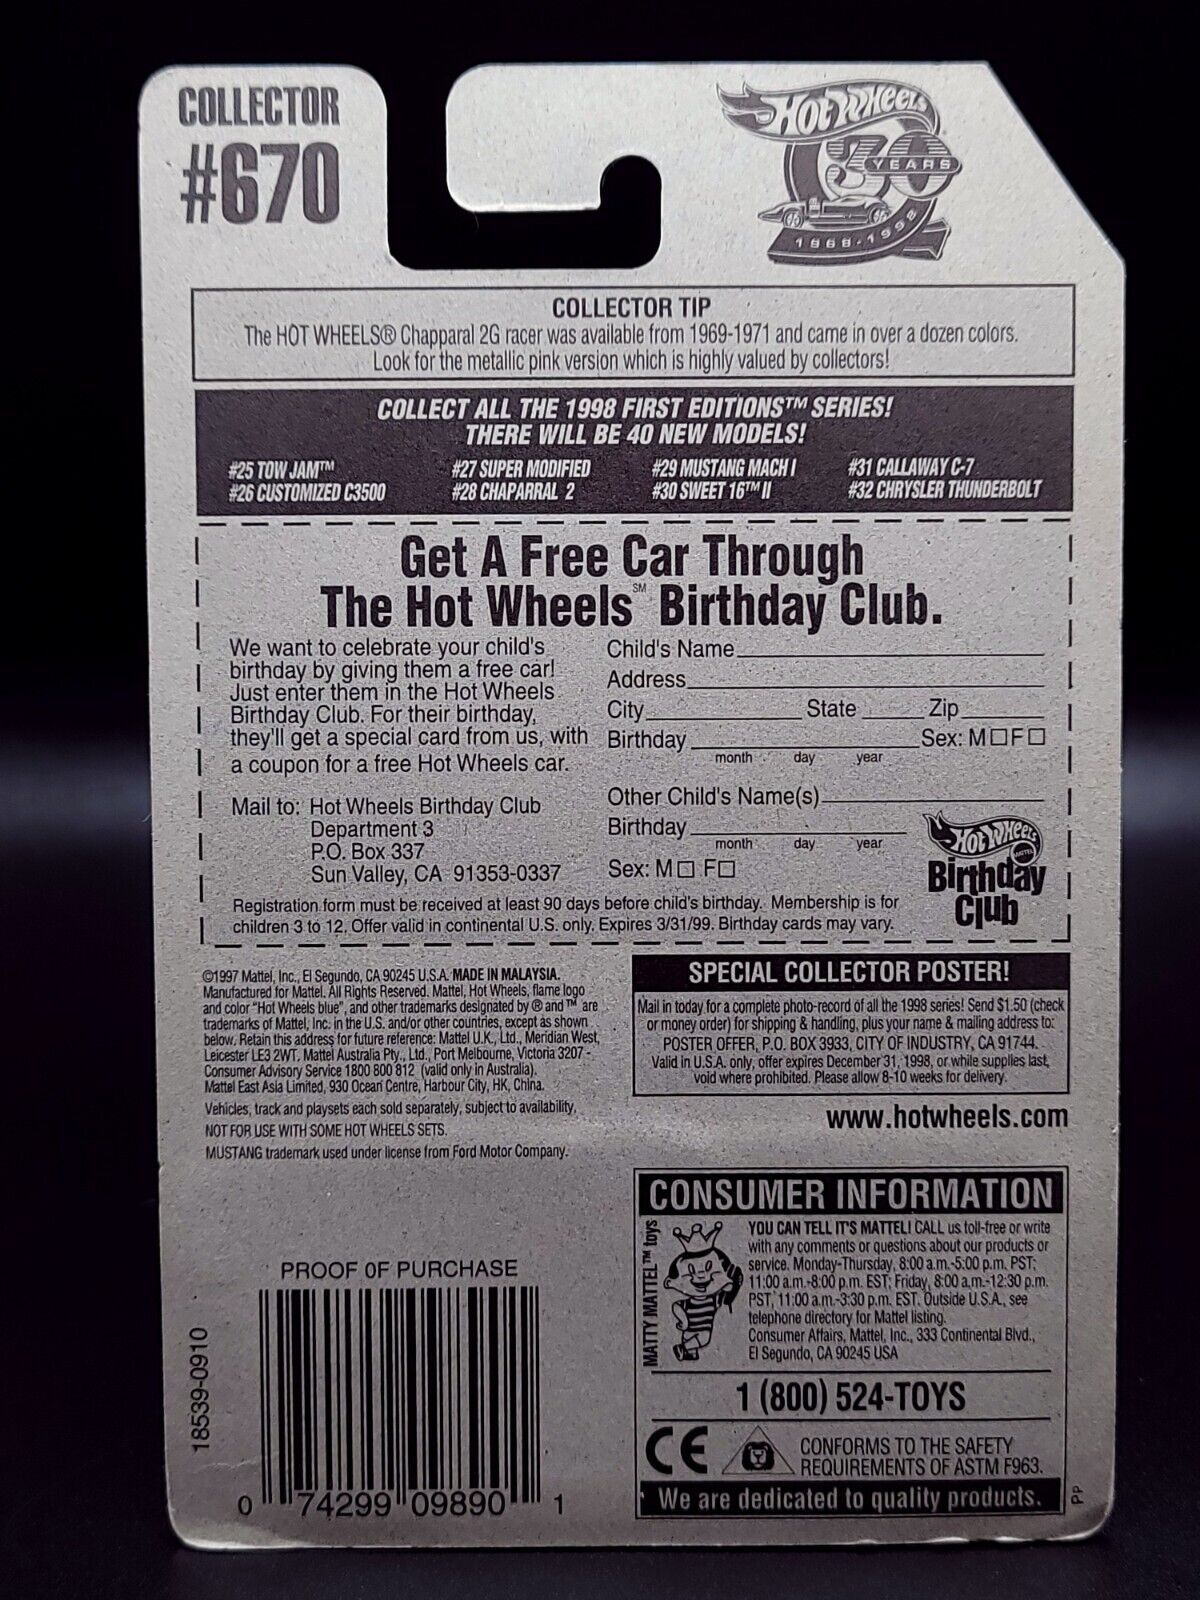 COLLECTOR
#670
HOT WHEELS
30
YEARS
1968-1998
COLLECTOR TIP
The HOT WHEELS® Chapparal 2G racer was available from 1969-1971 and came in over a dozen colors.
Look for the metallic pink version which is highly valued by collectors!
COLLECT ALL THE 1998 FIRST EDITIONS™ SERIES!
THERE WILL BE 40 NEW MODELS!
#25 TOW JAM™ #27 SUPER MODIFIED #29 MUSTANG MACH I #31 CALLAWAY C-7
#26 CUSTOMIZED C3500 #28 CHAPARRAL 2 #30 SWEET 16™ II #32 CHRYSLER THUNDERBOLT
Get A Free Car Through
The Hot Wheels℠ Birthday Club.
We want to celebrate your child's
birthday by giving them a free car!
Just enter them in the Hot Wheels
Birthday Club. For their birthday,
they'll get a special card from us, with
a coupon for a free Hot Wheels car.
Mail to: Hot Wheels Birthday Club
Department 3
P.O. Box 337
Sun Valley, CA 91353-0337
Child's Name
Address
City State Zip
Birthday Sex: M□ F□
month day year
Other Child's Name(s)
Birthday
month day year
Sex: M□ F□
HOT WHEELS
MATTEL
Birthday
Club
Registration form must be received at least 90 days before child's birthday. Membership is for
children 3 to 12. Offer valid in continental U.S. only. Expires 3/31/99. Birthday cards may vary.
©1997 Mattel, Inc., El Segundo, CA 90245 U.S.A. MADE IN MALAYSIA.
Manufactured for Mattel. All Rights Reserved. Mattel, Hot Wheels, flame logo
and color "Hot Wheels blue", and other trademarks designated by ® and ™ are
trademarks of Mattel, Inc. in the U.S. and/or other countries, except as shown
below. Retain this address for future reference: Mattel U.K., Ltd., Meridian West,
Leicester LE3 2WT, Mattel Australia Pty., Ltd., Port Melbourne, Victoria 3207 -
Consumer Advisory Service 1800 800 812 (valid only in Australia).
Mattel East Asia Limited, 930 Ocean Centre, Harbour City, HK, China.
Vehicles, track and playsets each sold separately, subject to availability.
NOT FOR USE WITH SOME HOT WHEELS SETS.
MUSTANG trademark used under license from Ford Motor Company.
SPECIAL COLLECTOR POSTER!
Mail in today for a complete photo-record of all the 1998 series! Send $1.50 (check
or money order) for shipping & handling, plus your name & mailing address to:
POSTER OFFER, P.O. BOX 3933, CITY OF INDUSTRY, CA 91744.
Valid in U.S.A. only, offer expires December 31, 1998, or while supplies last,
void where prohibited. Please allow 8-10 weeks for delivery.
www.hotwheels.com
CONSUMER INFORMATION
MATTY MATTEL™ toys
YOU CAN TELL IT'S MATTEL! CALL us toll-free or write
with any comments or questions about our products or
service. Monday-Thursday, 8:00 a.m.-5:00 p.m. PST;
11:00 a.m.-8:00 p.m. EST; Friday, 8:00 a.m.-12:30 p.m.
PST, 11:00 a.m.-3:30 p.m. EST. Outside U.S.A., see
telephone directory for Mattel listing.
Consumer Affairs, Mattel, Inc., 333 Continental Blvd.,
El Segundo, CA 90245 USA
1 (800) 524-TOYS
CE
CONFORMS TO THE SAFETY
REQUIREMENTS OF ASTM F963.
We are dedicated to quality products.
PP
PROOF OF PURCHASE
18539-0910
0 74299 09890 1